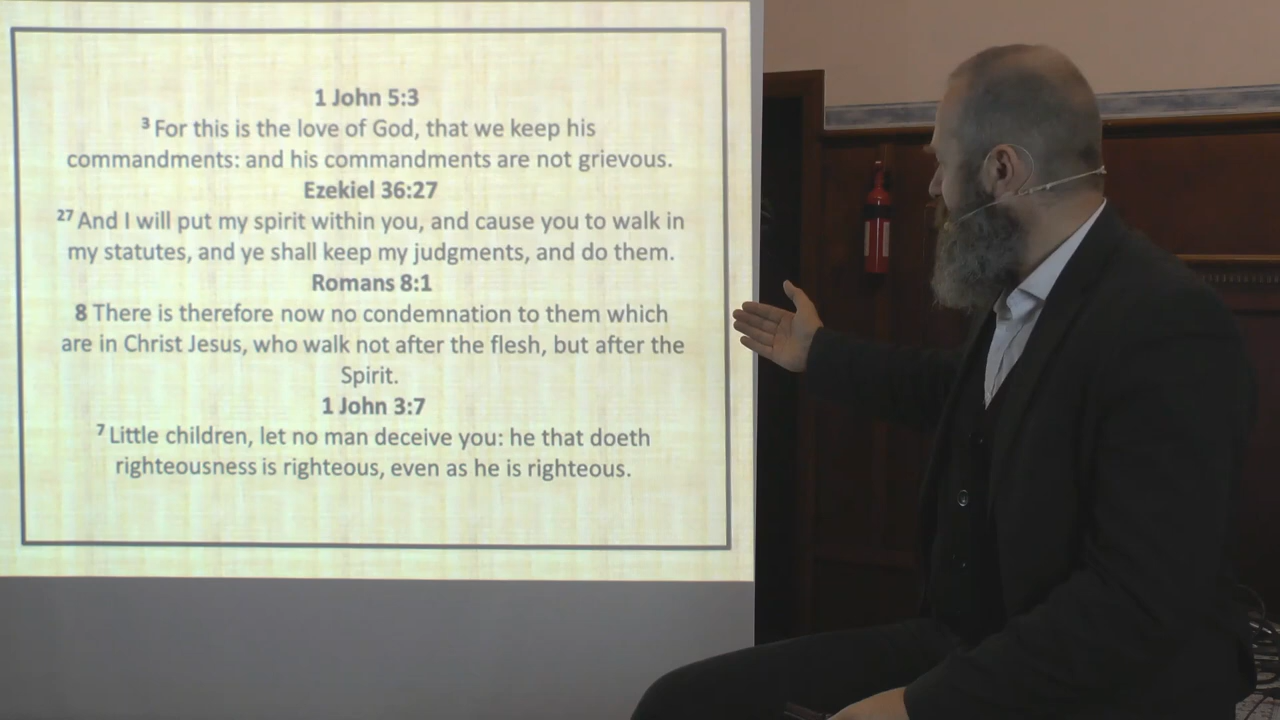 1 John 5:3
3 For this is the love of God, that we keep his
commandments: and his commandments are not grievous.
Ezekiel 36:27
27 And I will put my spirit within you, and cause you to walk in
my statutes, and ye shall keep my judgments, and do them.
Romans 8:1
8 There is therefore now no condemnation to them which
are in Christ Jesus, who walk not after the flesh, but after the
Spirit.
1 John 3:7
7 Little children, let no man deceive you: he that doeth
righteousness is righteous, even as he is righteous.